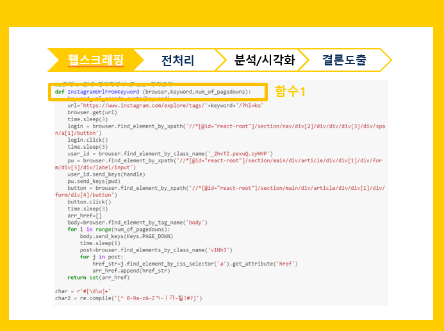 웹스크래핑 전처리 분석/시각화 결론도출
def InstagramUrlFromKeyword (browser,keyword,num_of_pagedowns):
함수1
url='https://www.instagram.com/explore/tags/'+keyword+'/?hl=ko'
browser.get(url)
time.sleep(3)
login = browser.find_element_by_xpath('//*[@id="react-root"]/section/nav/div[2]/div/div/div[3]/div/spa
n/a[1]/button')
login.click()
time.sleep(3)
user_id = browser.find_element_by_class_name('_2hvTZ.pexuQ.zyHYP')
pw = browser.find_element_by_xpath('//*[@id="react-root"]/section/main/div/article/div/div[1]/div/for
m/div[3]/div/label/input')
user_id.send_keys(handle)
pw.send_keys(pwd)
button = browser.find_element_by_xpath('//*[@id="react-root"]/section/main/div/article/div/div[1]/div/
form/div[4]/button')
button.click()
time.sleep(3)
arr_href=[]
body=browser.find_element_by_tag_name('body')
for i in range(num_of_pagedowns):
body.send_keys(Keys.PAGE_DOWN)
time.sleep(1)
post=browser.find_elements_by_class_name('v1Nh3')
for j in post:
href_str=j.find_element_by_css_selector('a').get_attribute('href')
arr_href.append(href_str)
return set(arr_href)
char = r'#[\d\w]+'
char3 = re.compile('[^ 0-9a-zA-Zㄱ-ㅣ가-힣!#?]')